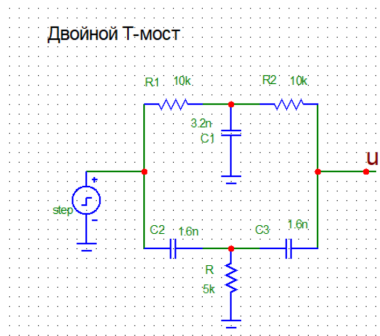 Двойной Т-мост
R1 10k R2 10k
3.2n
C1
u
+
step
-
C2 1.6n C3 1.6n
R
5k